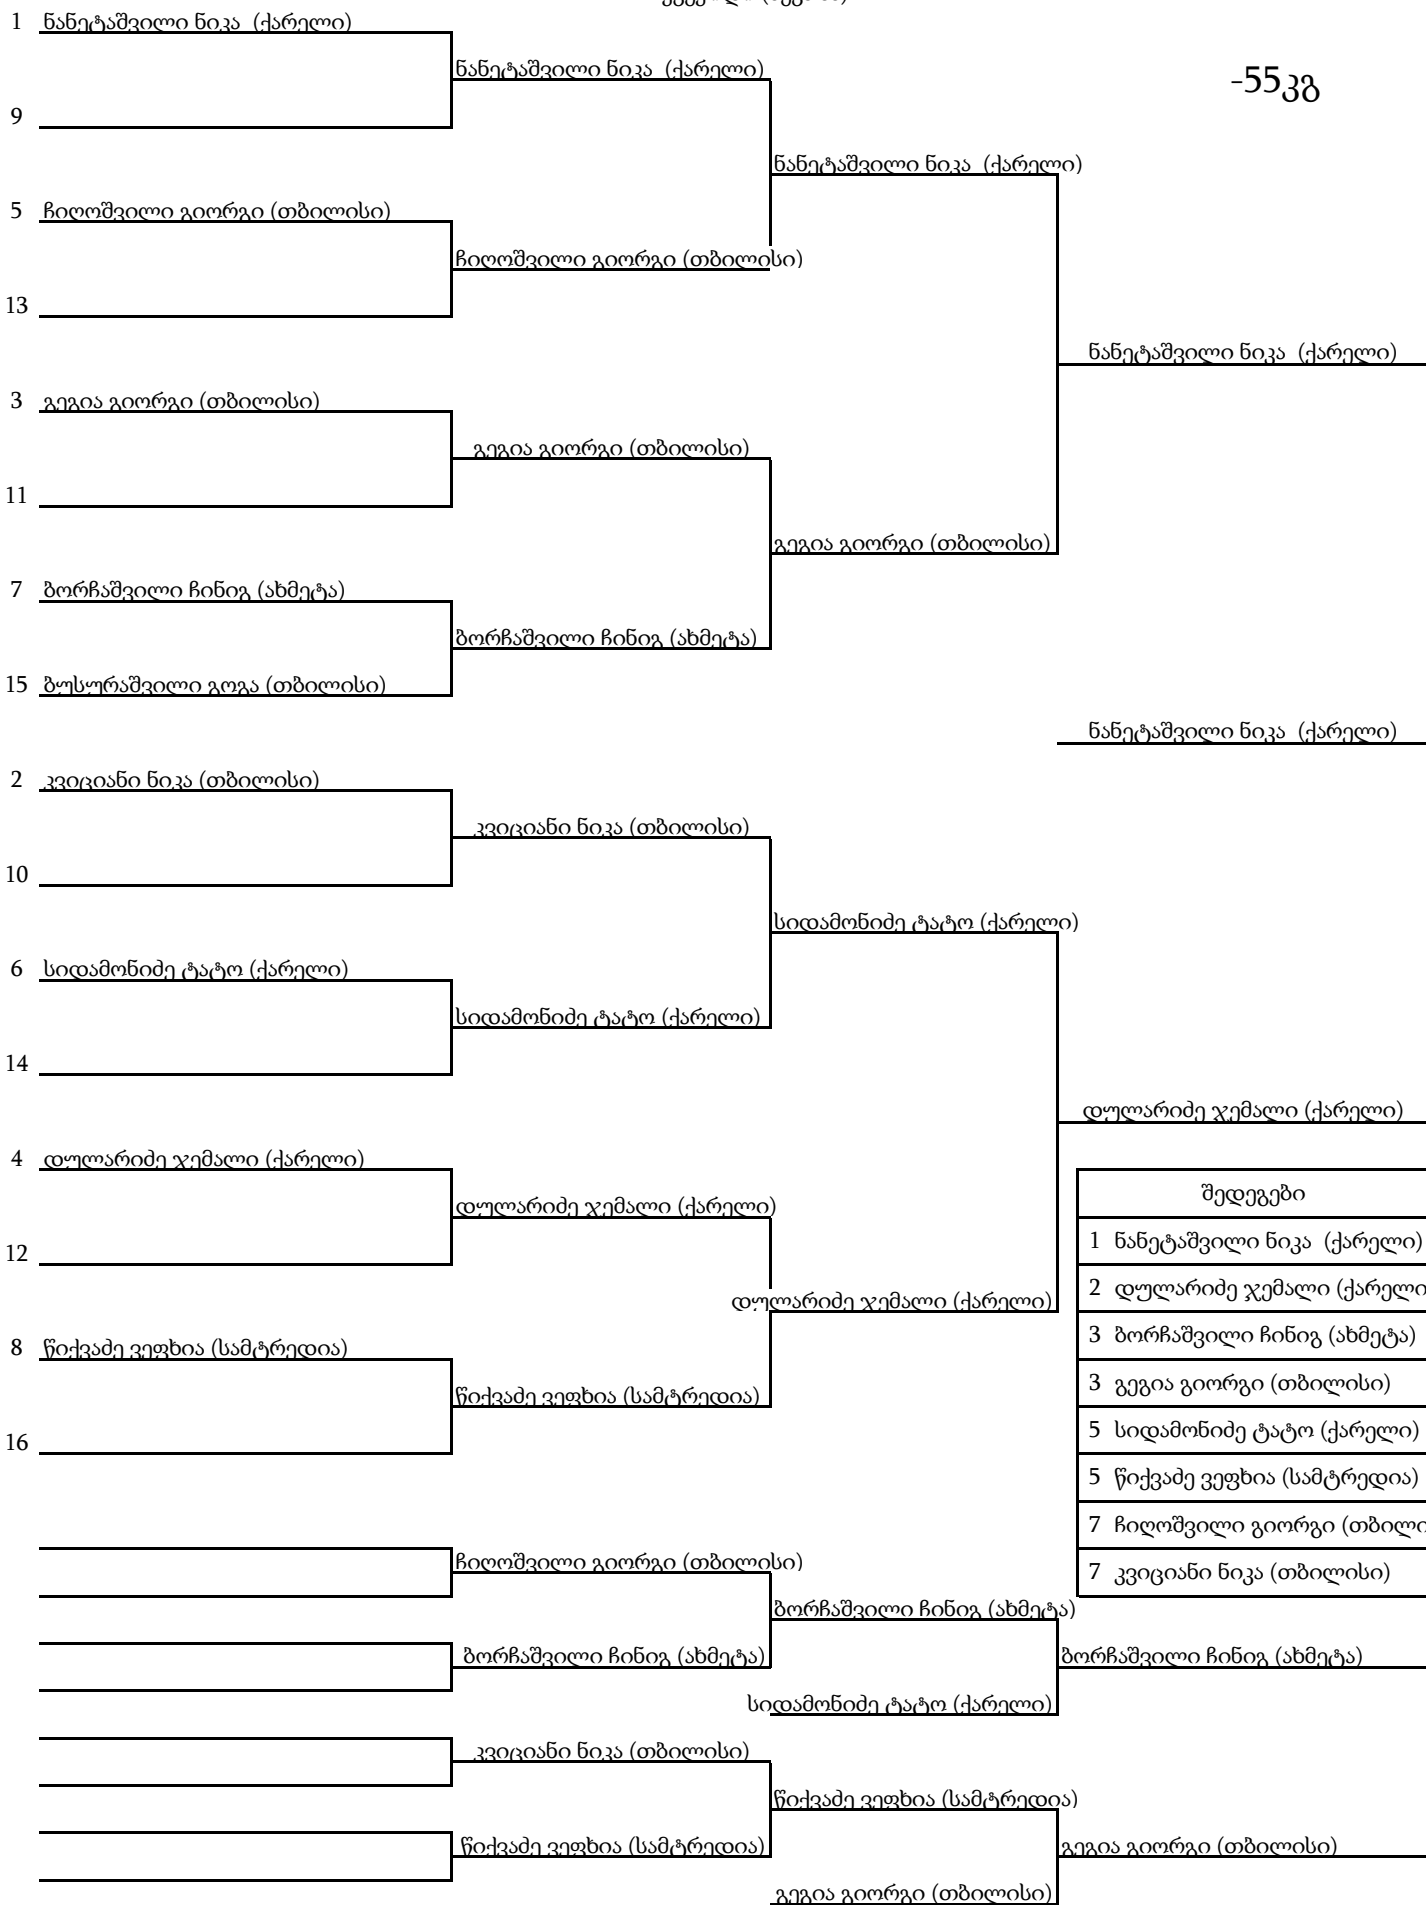 1 ნანეტაშვილი ნიკა (ქარელი)
ნანეტაშვილი ნიკა (ქარელი)
-55კგ
9
ნანეტაშვილი ნიკა (ქარელი)
5 ჩიღოშვილი გიორგი (თბილისი)
ჩიღოშვილი გიორგი (თბილისი)
13
ნანეტაშვილი ნიკა (ქარელი)
3 გეგია გიორგი (თბილისი)
გეგია გიორგი (თბილისი)
11
გეგია გიორგი (თბილისი)
7 ბორჩაშვილი ჩინიგ (ახმეტა)
ბორჩაშვილი ჩინიგ (ახმეტა)
15 ბუსურაშვილი გოგა (თბილისი)
ნანეტაშვილი ნიკა (ქარელი)
2 კვიციანი ნიკა (თბილისი)
კვიციანი ნიკა (თბილისი)
10
სიდამონიძე ტატო (ქარელი)
6 სიდამონიძე ტატო (ქარელი)
სიდამონიძე ტატო (ქარელი)
14
დულარიძე ჯემალი (ქარელი)
4 დულარიძე ჯემალი (ქარელი)
დულარიძე ჯემალი (ქარელი)
12
დულარიძე ჯემალი (ქარელი)
8 წიქვაძე ვეფხია (სამტრედია)
წიქვაძე ვეფხია (სამტრედია)
16
შედეგები
1 ნანეტაშვილი ნიკა (ქარელი)
2 დულარიძე ჯემალი (ქარელი
3 ბორჩაშვილი ჩინიგ (ახმეტა)
3 გეგია გიორგი (თბილისი)
5 სიდამონიძე ტატო (ქარელი)
5 წიქვაძე ვეფხია (სამტრედია)
7 ჩიღოშვილი გიორგი (თბილი
7 კვიციანი ნიკა (თბილისი)
ჩიღოშვილი გიორგი (თბილისი)
ბორჩაშვილი ჩინიგ (ახმეტა)
ბორჩაშვილი ჩინიგ (ახმეტა)
ბორჩაშვილი ჩინიგ (ახმეტა)
სიდამონიძე ტატო (ქარელი)
კვიციანი ნიკა (თბილისი)
წიქვაძე ვეფხია (სამტრედია)
წიქვაძე ვეფხია (სამტრედია)
გეგია გიორგი (თბილისი)
გეგია გიორგი (თბილისი)